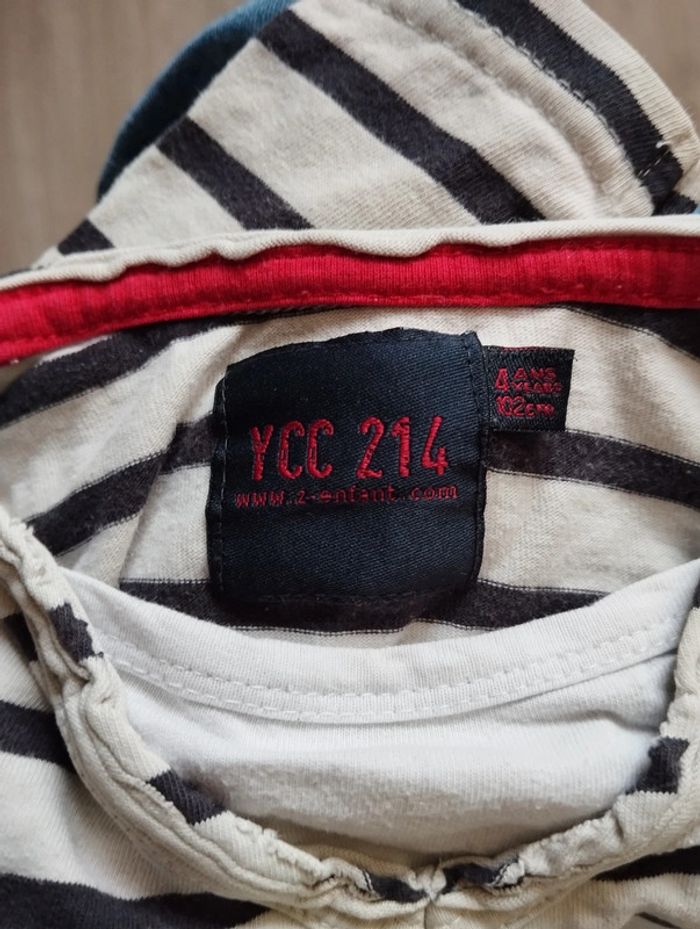 YCC 214
www.z-enfant.com
4 ANS
YEARS
102cm